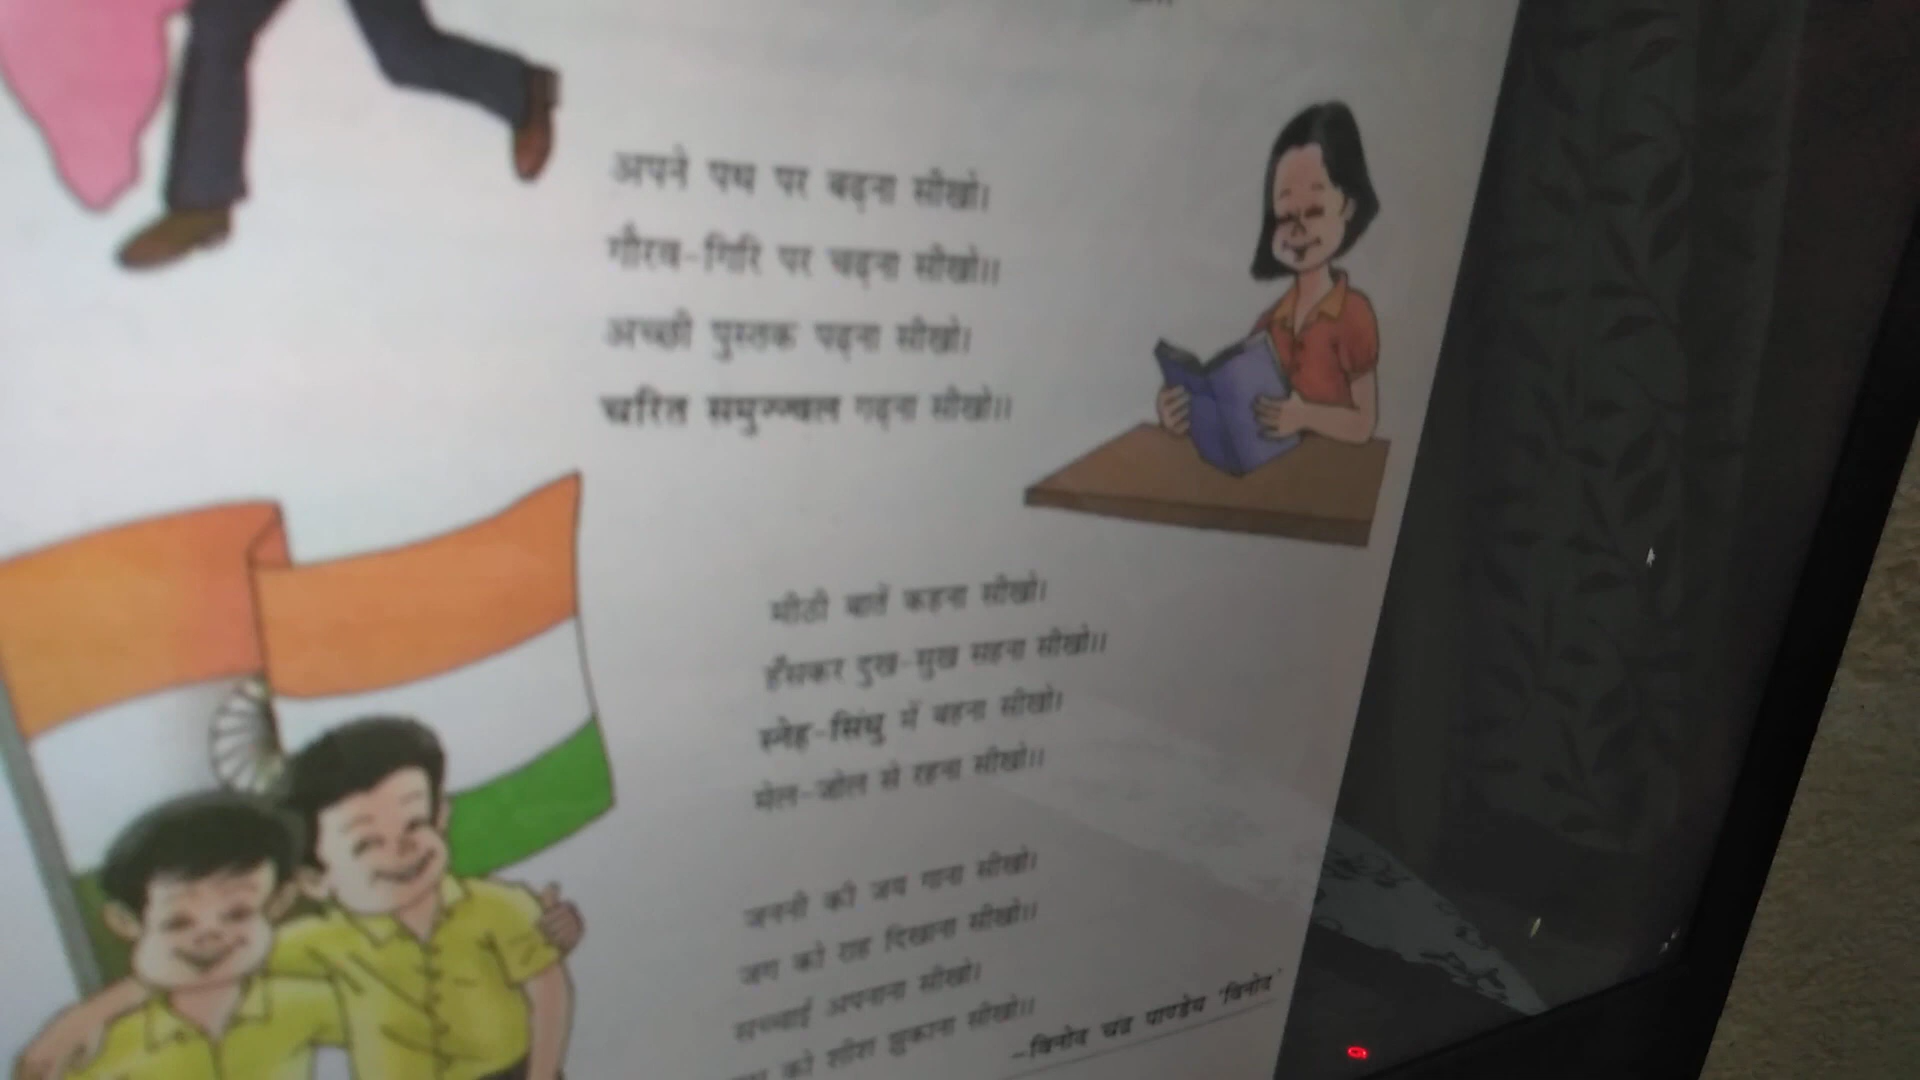 अपने पथ पर बढ़ना सीखो।
गौरव-गिरि पर चढ़ना सीखो।।
अच्छी पुस्तक पढ़ना सीखो।
चरित समुज्ज्वल गढ़ना सीखो।।
मीठी बातें कहना सीखो।
हँसकर दुख-सुख सहना सीखो।।
स्नेह-सिंधु में बहना सीखो।
मेल-जोल से रहना सीखो।।
जननी की जय गाना सीखो।
जग को राह दिखाना सीखो।।
सच्चाई अपनाना सीखो।
को शीश झुकाना सीखो।।
-विनोद चंद्र पाण्डेय 'विनोद'